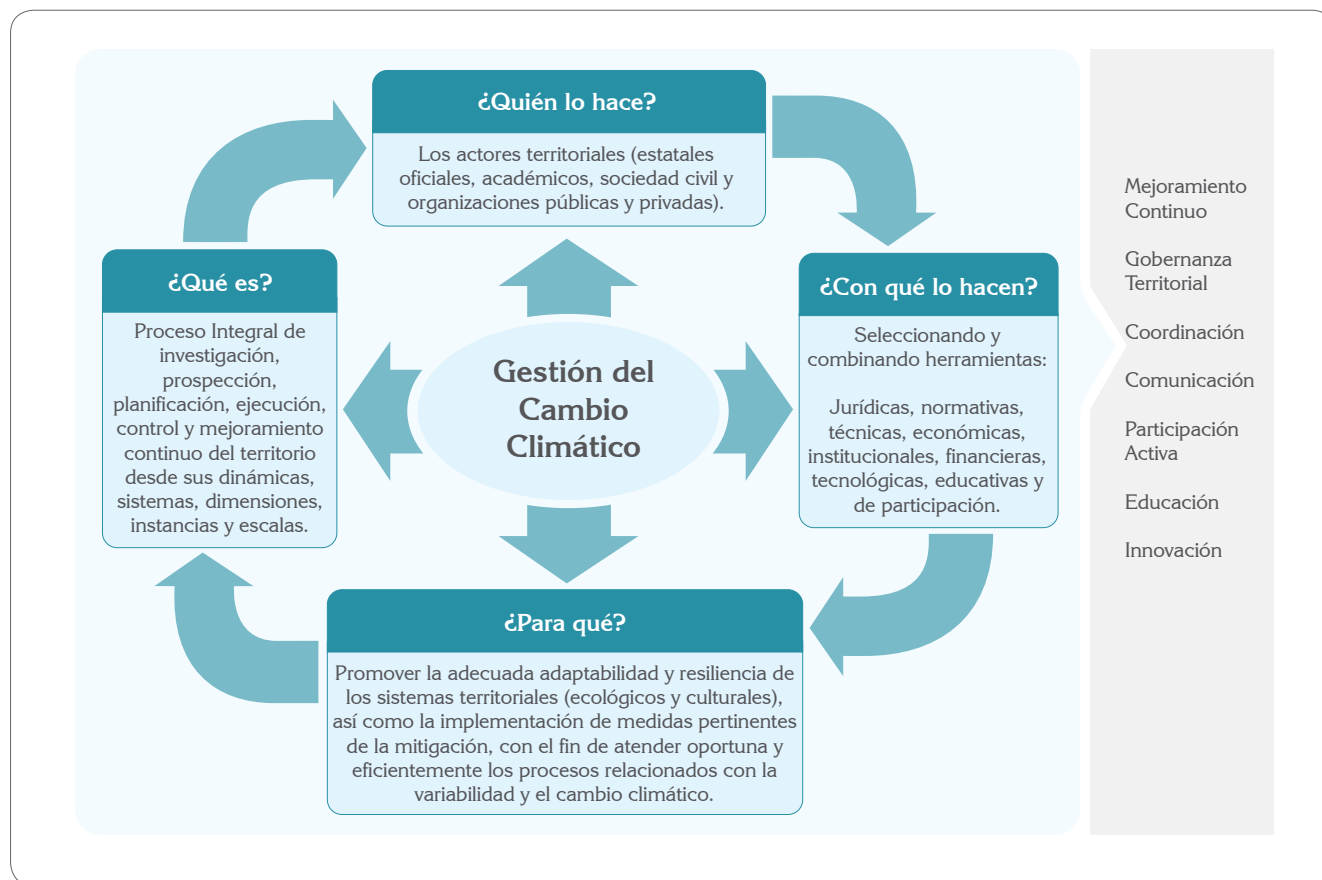 ¿Quién lo hace?
Los actores territoriales (estatales
oficiales, académicos, sociedad civil y
organizaciones públicas y privadas).
¿Qué es?
Proceso Integral de
investigación,
prospección,
planificación, ejecución,
control y mejoramiento
continuo del territorio
desde sus dinámicas,
sistemas, dimensiones,
instancias y escalas.
Gestión del
Cambio
Climático
¿Con qué lo hacen?
Seleccionando y
combinando herramientas:
Jurídicas, normativas,
técnicas, económicas,
institucionales, financieras,
tecnológicas, educativas y
de participación.
¿Para qué?
Promover la adecuada adaptabilidad y resiliencia de
los sistemas territoriales (ecológicos y culturales),
así como la implementación de medidas pertinentes
de la mitigación, con el fin de atender oportuna y
eficientemente los procesos relacionados con la
variabilidad y el cambio climático.
Mejoramiento
Continuo
Gobernanza
Territorial
Coordinación
Comunicación
Participación
Activa
Educación
Innovación